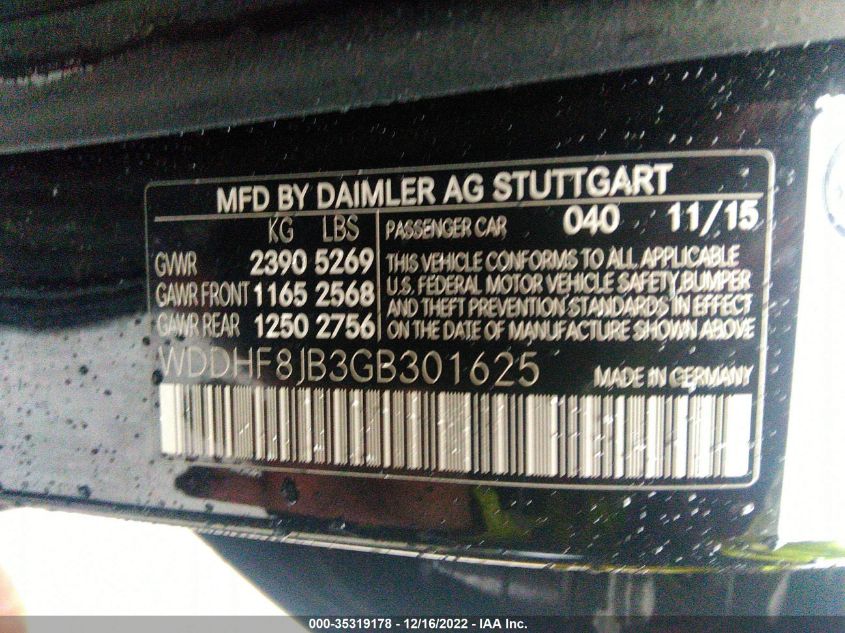 MFD BY DAIMLER AG STUTTGART
KG LBS
GVWR 2390 5269
GAWR FRONT 1165 2568
GAWR REAR 1250 2756
PASSENGER CAR 040 11/15
THIS VEHICLE CONFORMS TO ALL APPLICABLE
U.S. FEDERAL MOTOR VEHICLE SAFETY,BUMPER
AND THEFT PREVENTION STANDARDS IN EFFECT
ON THE DATE OF MANUFACTURE SHOWN ABOVE
WDDHF8JB3GB301625 MADE IN GERMANY
000-35319178 - 12/16/2022 - IAA Inc.